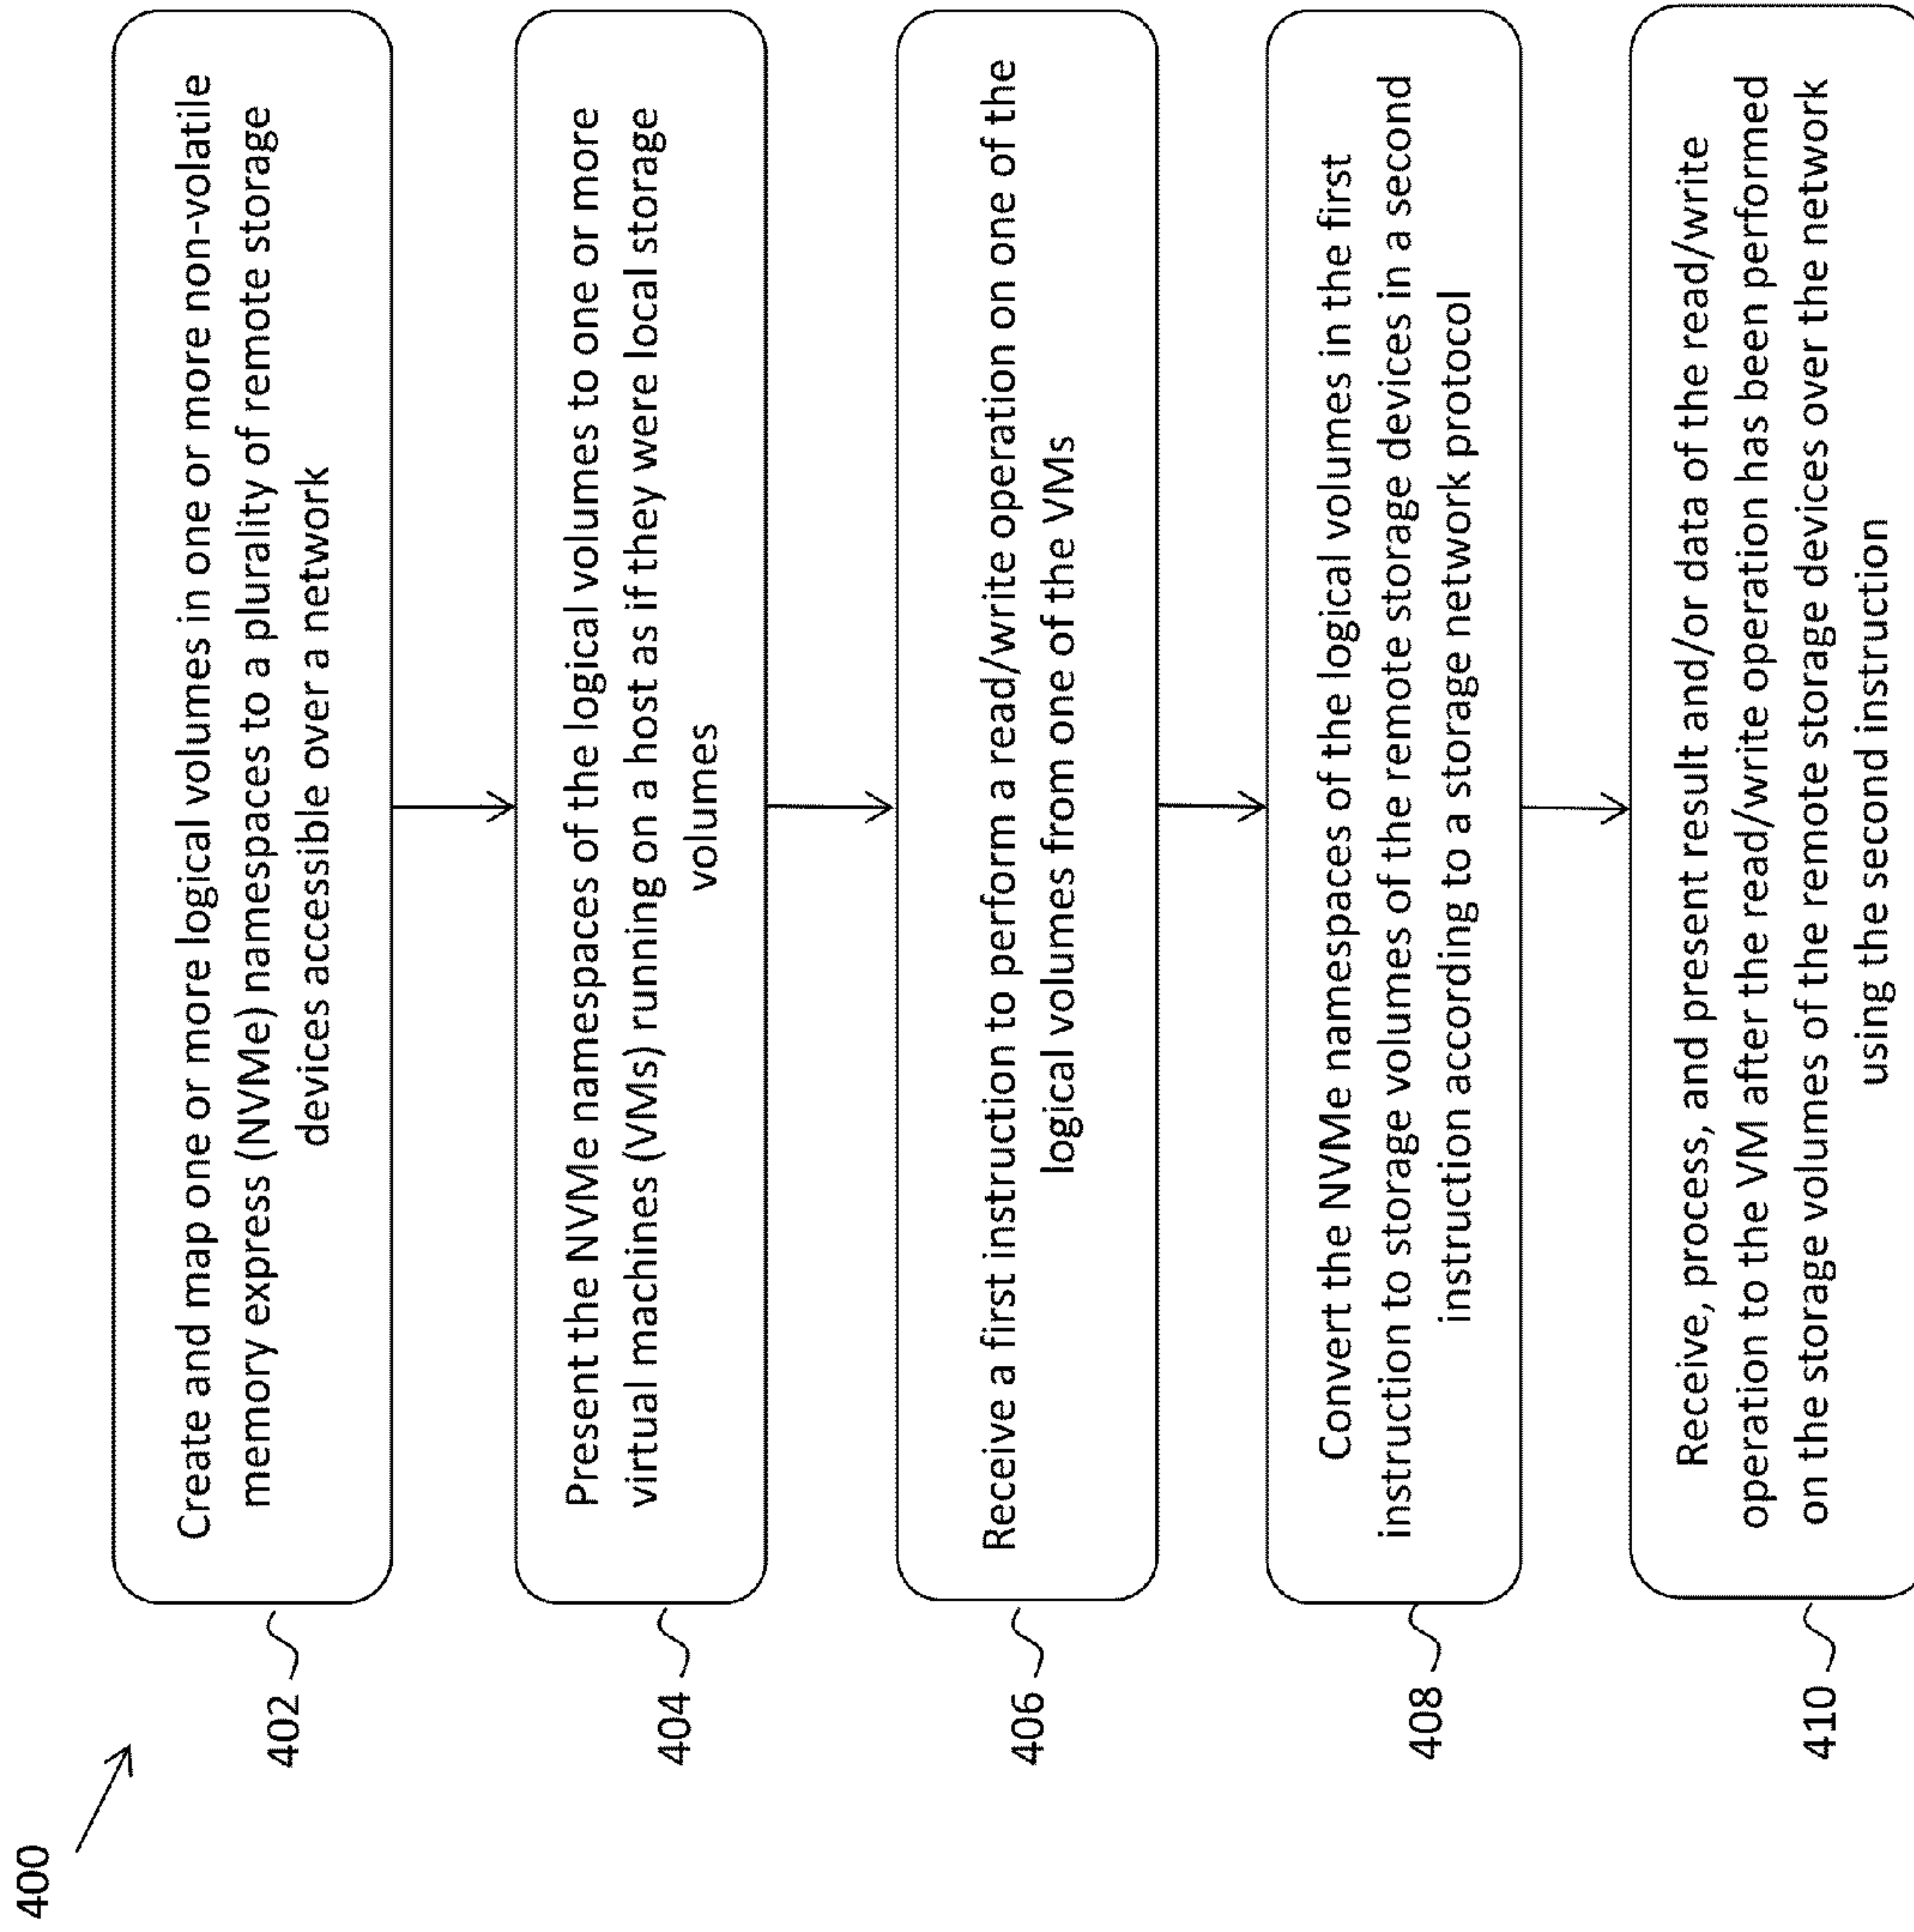 400
402
Create and map one or more logical volumes in one or more non-volatile
memory express (NVMe) namespaces to a plurality of remote storage
devices accessible over a network
404
Present the NVMe namespaces of the logical volumes to one or more
virtual machines (VMs) running on a host as if they were local storage
volumes
406
Receive a first instruction to perform a read/write operation on one of the
logical volumes from one of the VMs
408
Convert the NVMe namespaces of the logical volumes in the first
instruction to storage volumes of the remote storage devices in a second
instruction according to a storage network protocol
410
Receive, process, and present result and/or data of the read/write
operation to the VM after the read/write operation has been performed
on the storage volumes of the remote storage devices over the network
using the second instruction